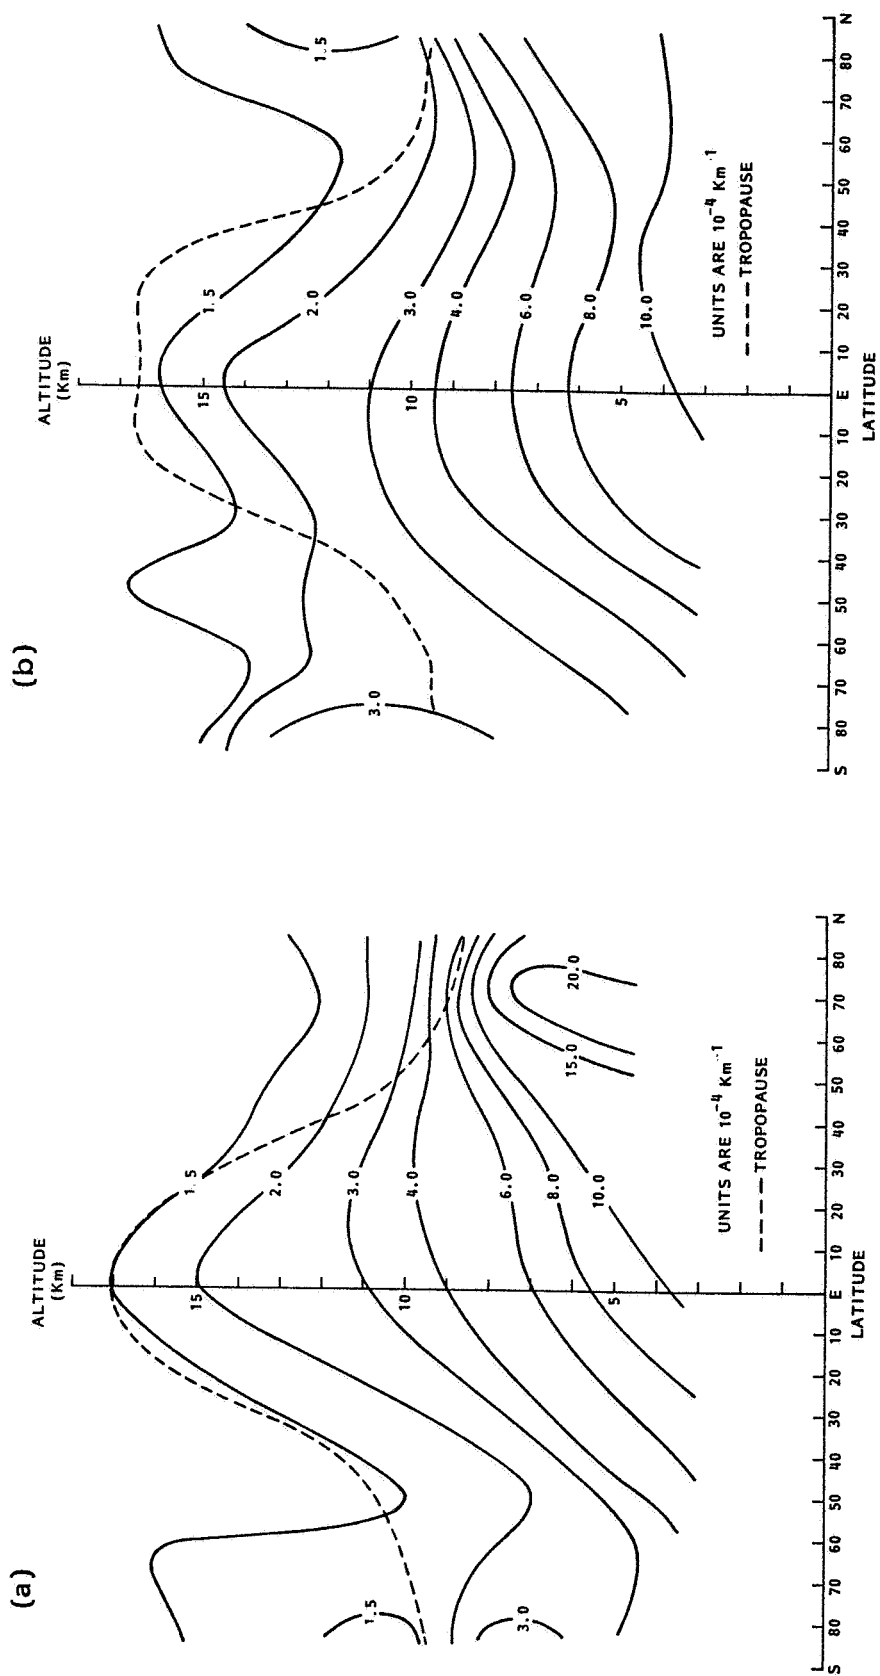 (a)
ALTITUDE
(Km)
15
10
5
1.5
2.0
3.0
4.0
6.0
8.0
10.0
15.0
20.0
1.5
3.0
UNITS ARE 10⁻⁴ Km⁻¹
TROPOPAUSE
S 80 70 60 50 40 30 20 10 E 10 20 30 40 50 60 70 80 N
LATITUDE
(b)
ALTITUDE
(Km)
15
10
5
1.5
1.5
2.0
3.0
4.0
6.0
8.0
10.0
3.0
UNITS ARE 10⁻⁴ Km⁻¹
TROPOPAUSE
S 80 70 60 50 40 30 20 10 E 10 20 30 40 50 60 70 80 N
LATITUDE